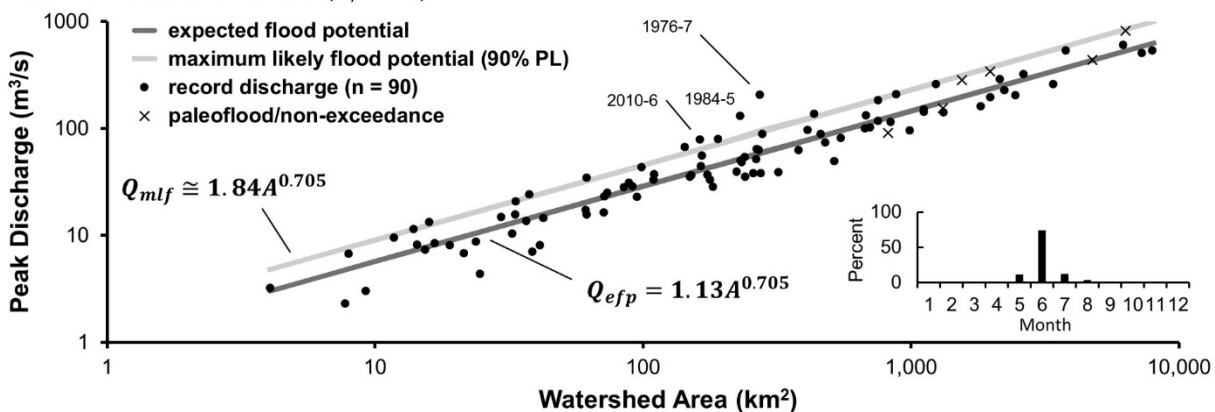 expected flood potential
maximum likely flood potential (90% PL)
record discharge (n = 90)
paleoflood/non-exceedance
1976-7
2010-6
1984-5
Q_mlf ≅ 1.84A^0.705
Q_efp = 1.13A^0.705
Peak Discharge (m³/s)
1000
100
10
1
1
10
100
1,000
10,000
Watershed Area (km²)
Percent
100
50
0
1 2 3 4 5 6 7 8 9 10 11 12
Month